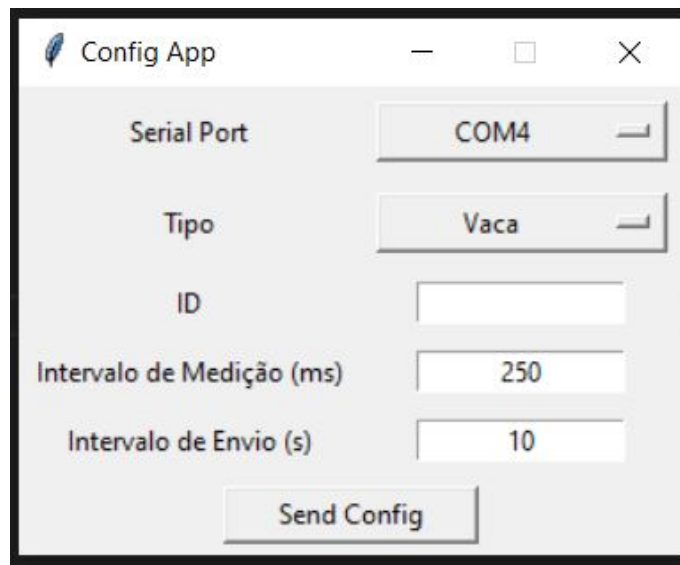 Config App
Serial Port COM4
Tipo Vaca
ID
Intervalo de Medição (ms) 250
Intervalo de Envio (s) 10
Send Config